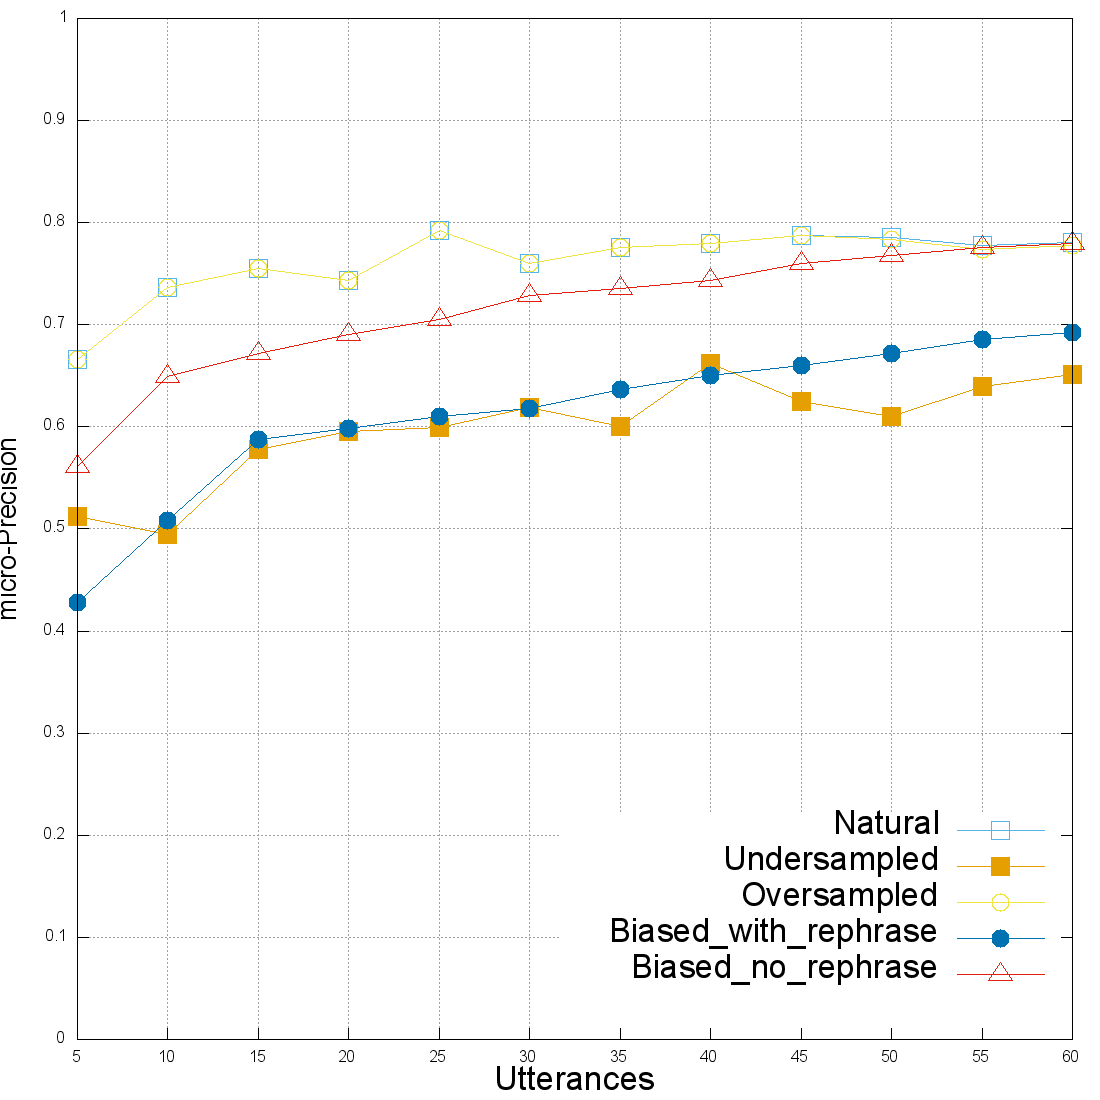 1
0.9
0.8
0.7
0.6
0.5
0.4
0.3
0.2
0.1
0
micro-Precision
Natural
Undersampled
Oversampled
Biased_with_rephrase
Biased_no_rephrase
5 10 15 20 25 30 35 40 45 50 55 60
Utterances